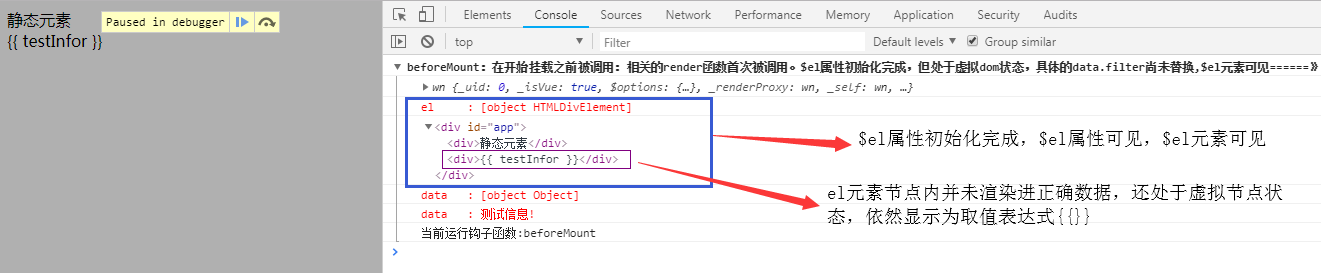 静态元素
Paused in debugger
{{ testInfor }}
Elements Console Sources Network Performance Memory Application Security Audits
top Filter Default levels Group similar
beforeMount: 在开始挂载之前被调用: 相关的render函数首次被调用。$el属性初始化完成, 但处于虚拟dom状态, 具体的data.filter尚未替换,$el元素可见======》
wn {_uid: 0, _isVue: true, $options: {…}, _renderProxy: wn, _self: wn, …}
el : [object HTMLDivElement]
<div id="app">
<div>静态元素</div>
<div>{{ testInfor }}</div>
</div>
data : [object Object]
data : 测试信息!
当前运行钩子函数:beforeMount
$el属性初始化完成, $el属性可见, $el元素可见
el元素节点内并未渲染进正确数据, 还处于虚拟节点状
态, 依然显示为取值表达式{{}}